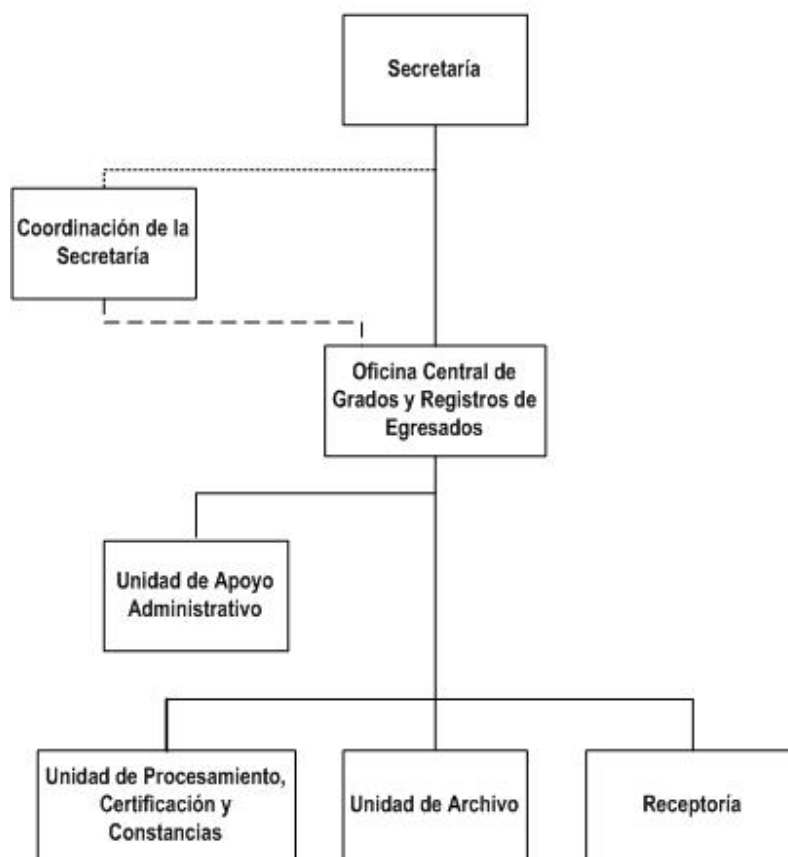 Secretaría
Coordinación de la
Secretaría
Oficina Central de
Grados y Registros de
Egresados
Unidad de Apoyo
Administrativo
Unidad de Procesamiento,
Certificación y
Constancias
Unidad de Archivo
Receptoría